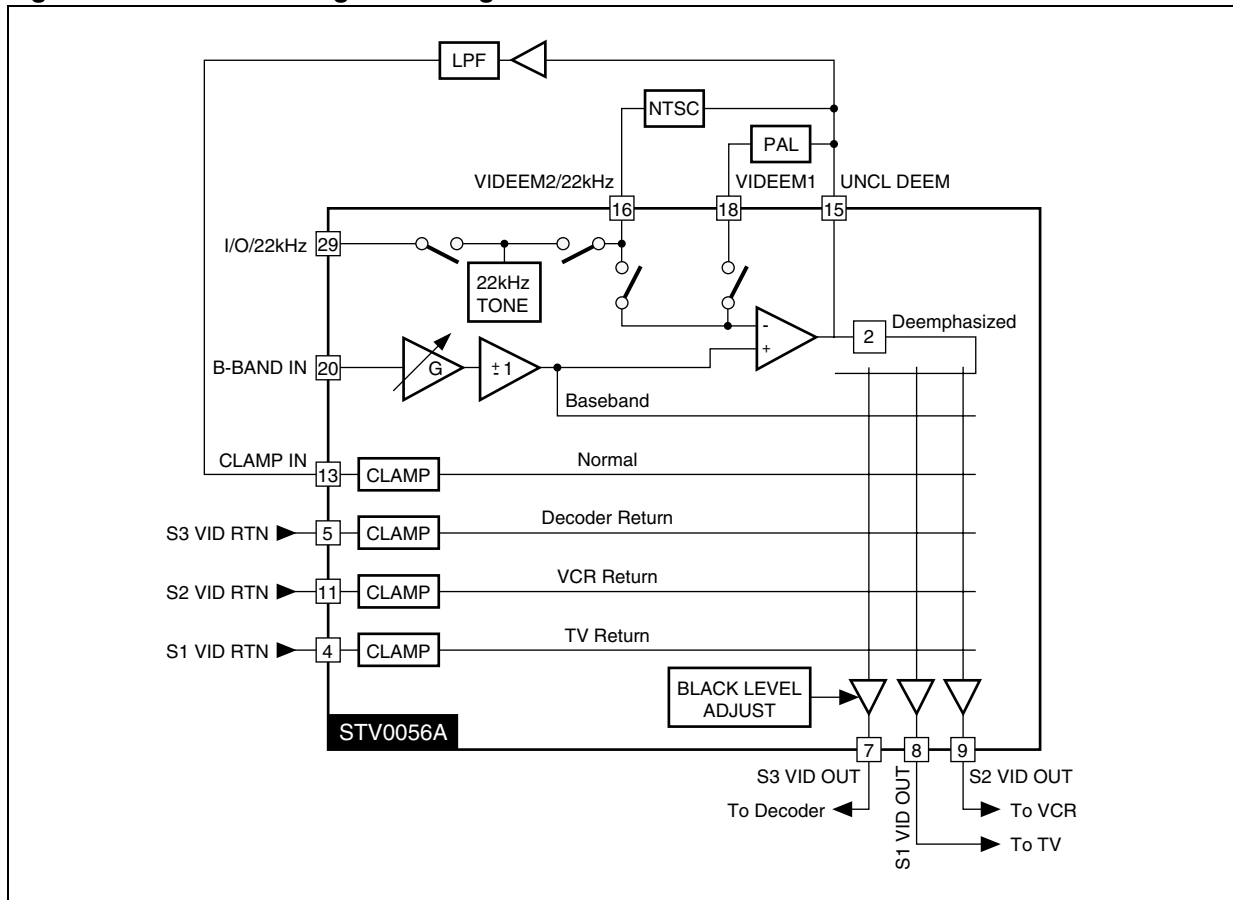 LPF
NTSC
PAL
VIDEEM2/22kHz
VIDEEM1
UNCL DEEM
16
18
15
I/O/22kHz
29
22kHz
TONE
-
+
2
Deemphasized
B-BAND IN
20
G
± 1
Baseband
CLAMP IN
13
CLAMP
Normal
S3 VID RTN
5
CLAMP
Decoder Return
S2 VID RTN
11
CLAMP
VCR Return
S1 VID RTN
4
CLAMP
TV Return
BLACK LEVEL
ADJUST
STV0056A
7
8
9
S3 VID OUT
S1 VID OUT
S2 VID OUT
To Decoder
To VCR
To TV